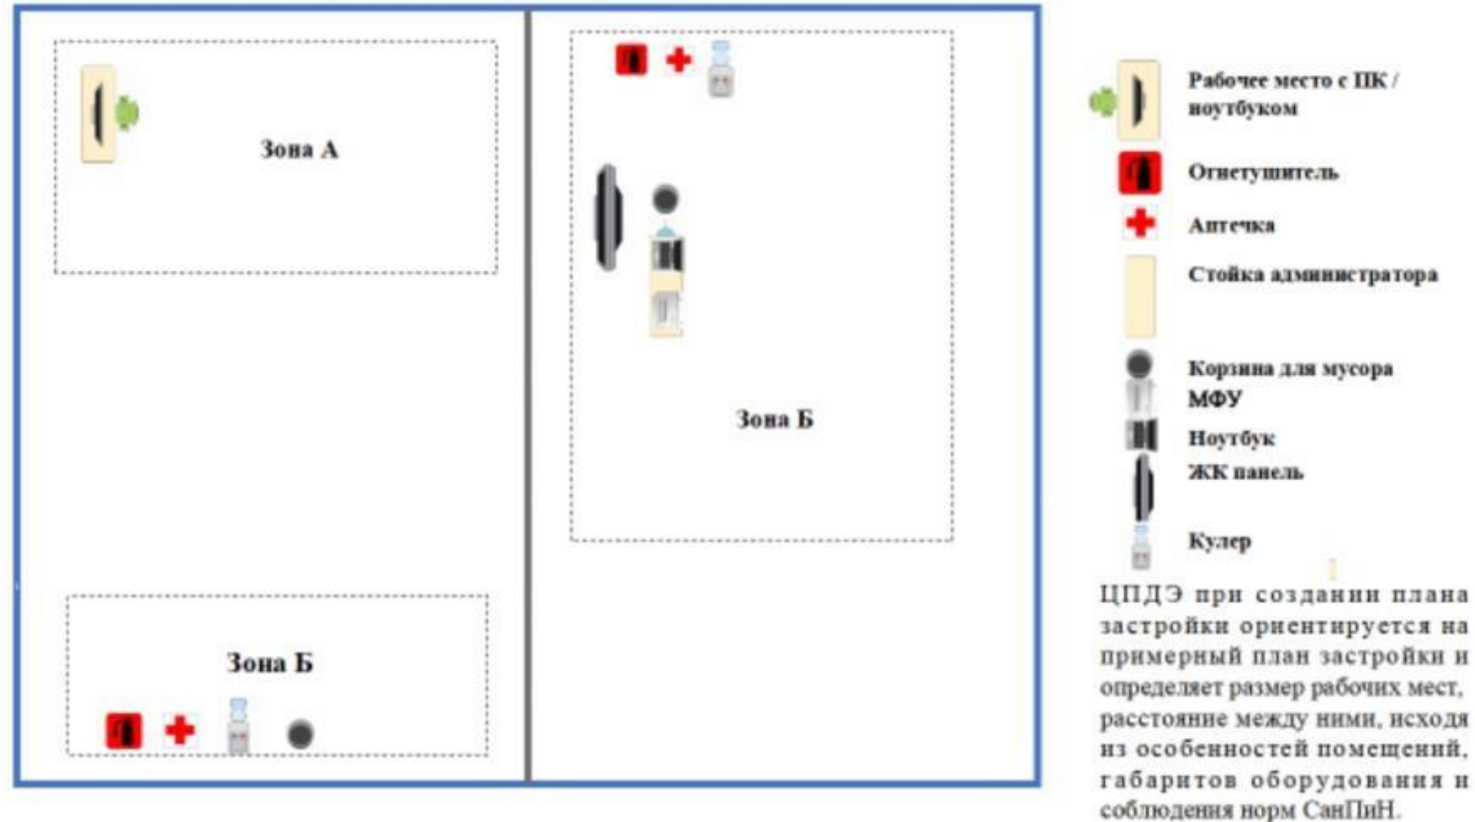 Зона А
Зона Б
Зона Б
Рабочее место с ПК /
ноутбуком
Огнетушитель
Аптечка
Стойка администратора
Корзина для мусора
МФУ
Ноутбук
ЖК панель
Кулер
ЦПДЭ при создании плана
застройки ориентируется на
примерный план застройки и
определяет размер рабочих мест,
расстояние между ними, исходя
из особенностей помещений,
габаритов оборудования и
соблюдения норм СанПиН.